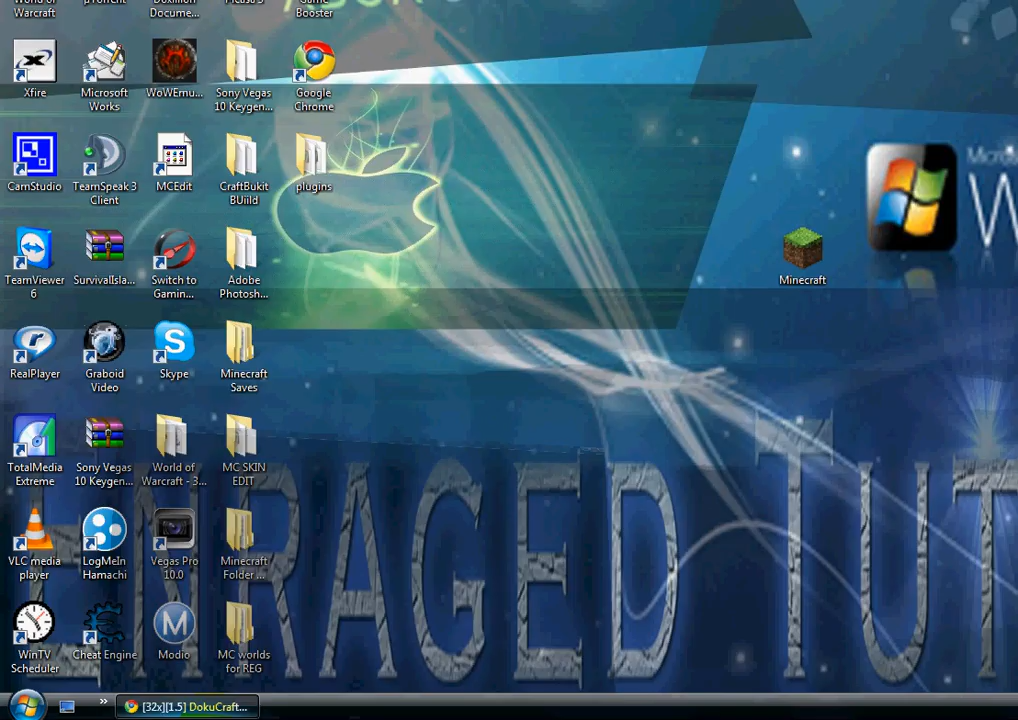 World of
Warcraft
µTorrent
Docume...
Picasa 3
Booster
Xfire
Microsoft
Works
WoWEmu...
Sony Vegas
10 Keygen...
Google
Chrome
CamStudio
TeamSpeak 3
Client
MCEdit
CraftBukit
BUiild
plugins
TeamViewer
6
SurvivalIsla...
Switch to
Gamin...
Adobe
Photosh...
Minecraft
W
RealPlayer
Graboid
Video
Skype
Minecraft
Saves
TotalMedia
Extreme
Sony Vegas
10 Keygen...
World of
Warcraft - 3...
MC SKIN
EDIT
ENRAGED TUT
VLC media
player
LogMeIn
Hamachi
Vegas Pro
10.0
Minecraft
Folder ...
WinTV
Scheduler
Cheat Engine
Modio
MC worlds
for REG
[32x][1.5] DokuCraft...